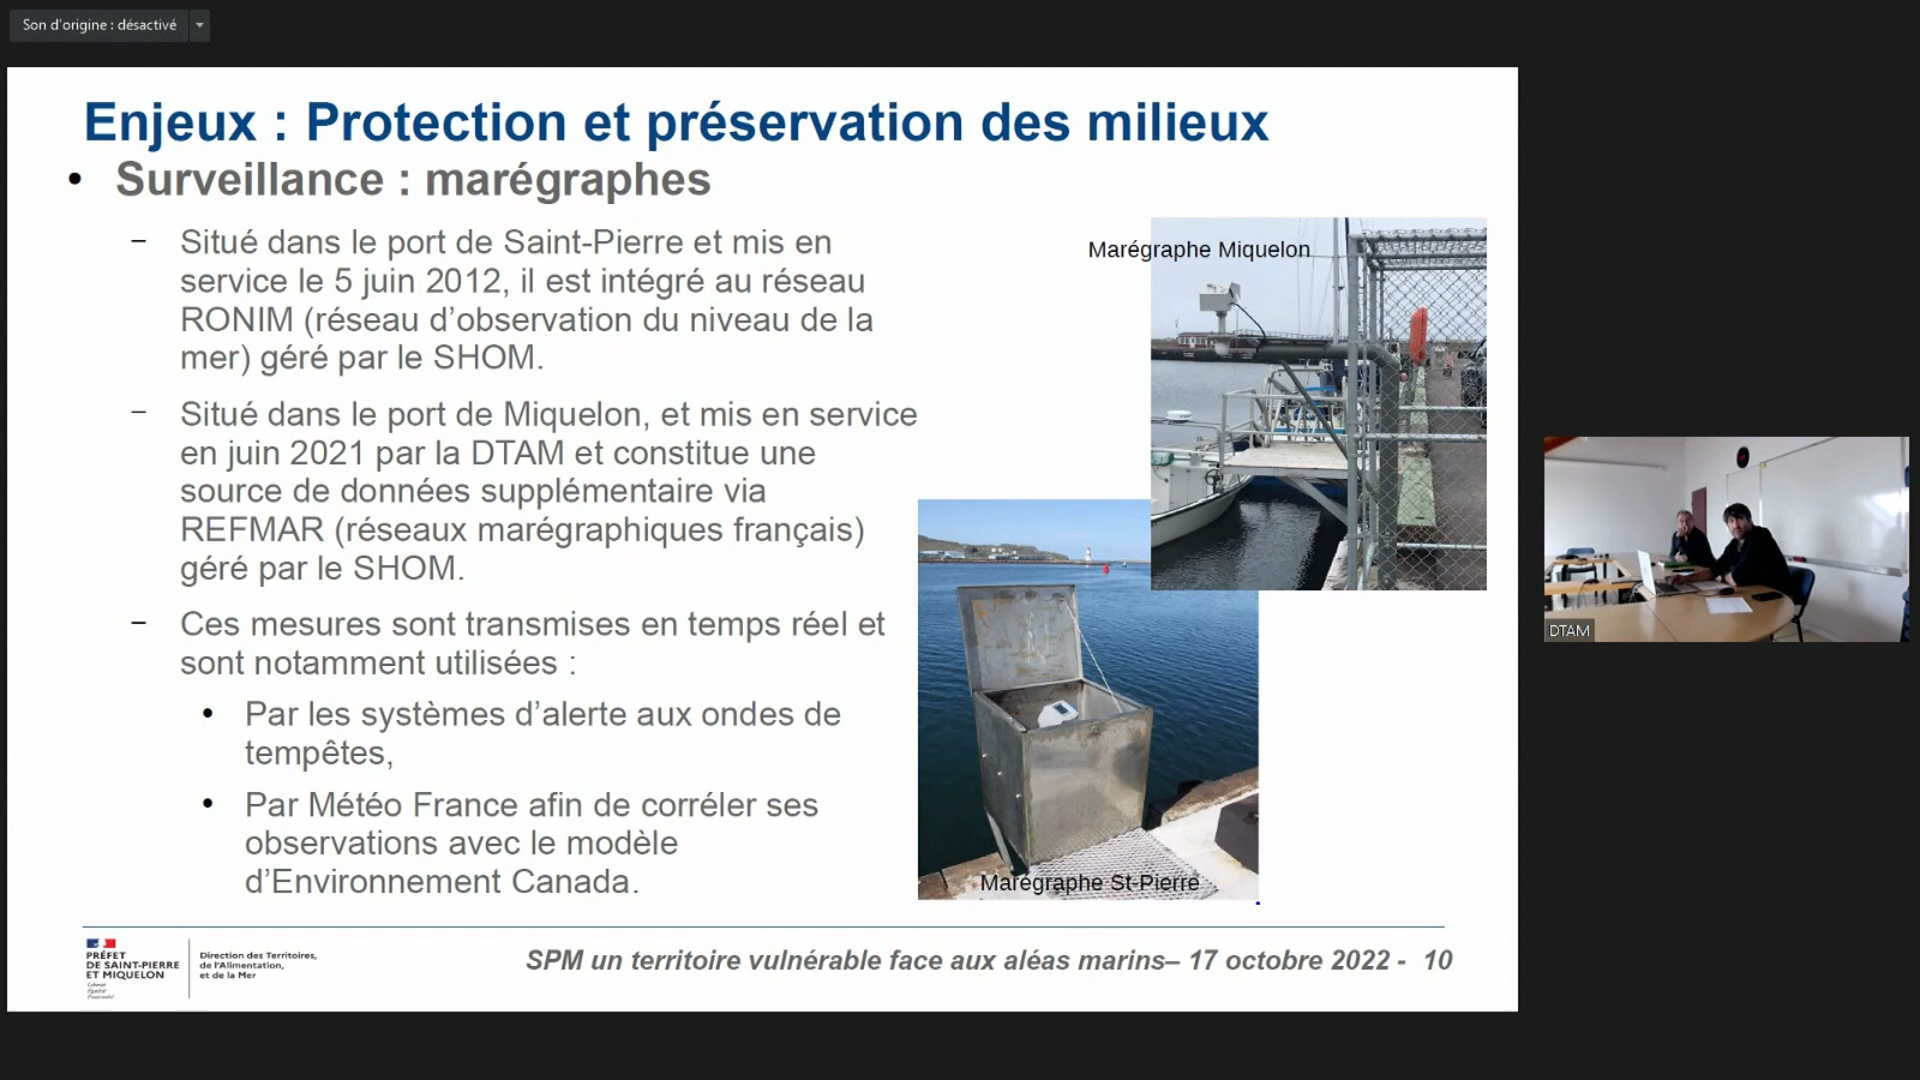 Son d'origine : désactivé
Enjeux : Protection et préservation des milieux
• Surveillance : marégraphes
– Situé dans le port de Saint-Pierre et mis en
service le 5 juin 2012, il est intégré au réseau
RONIM (réseau d’observation du niveau de la
mer) géré par le SHOM.
– Situé dans le port de Miquelon, et mis en service
en juin 2021 par la DTAM et constitue une
source de données supplémentaire via
REFMAR (réseaux marégraphiques français)
géré par le SHOM.
– Ces mesures sont transmises en temps réel et
sont notamment utilisées :
• Par les systèmes d’alerte aux ondes de
tempêtes,
• Par Météo France afin de corréler ses
observations avec le modèle
d’Environnement Canada.
Marégraphe Miquelon
Marégraphe St-Pierre
DTAM
PRÉFET
DE SAINT-PIERRE
ET MIQUELON
Liberté
Égalité
Fraternité
Direction des Territoires,
de l'Alimentation,
et de la Mer
SPM un territoire vulnérable face aux aléas marins– 17 octobre 2022 - 10